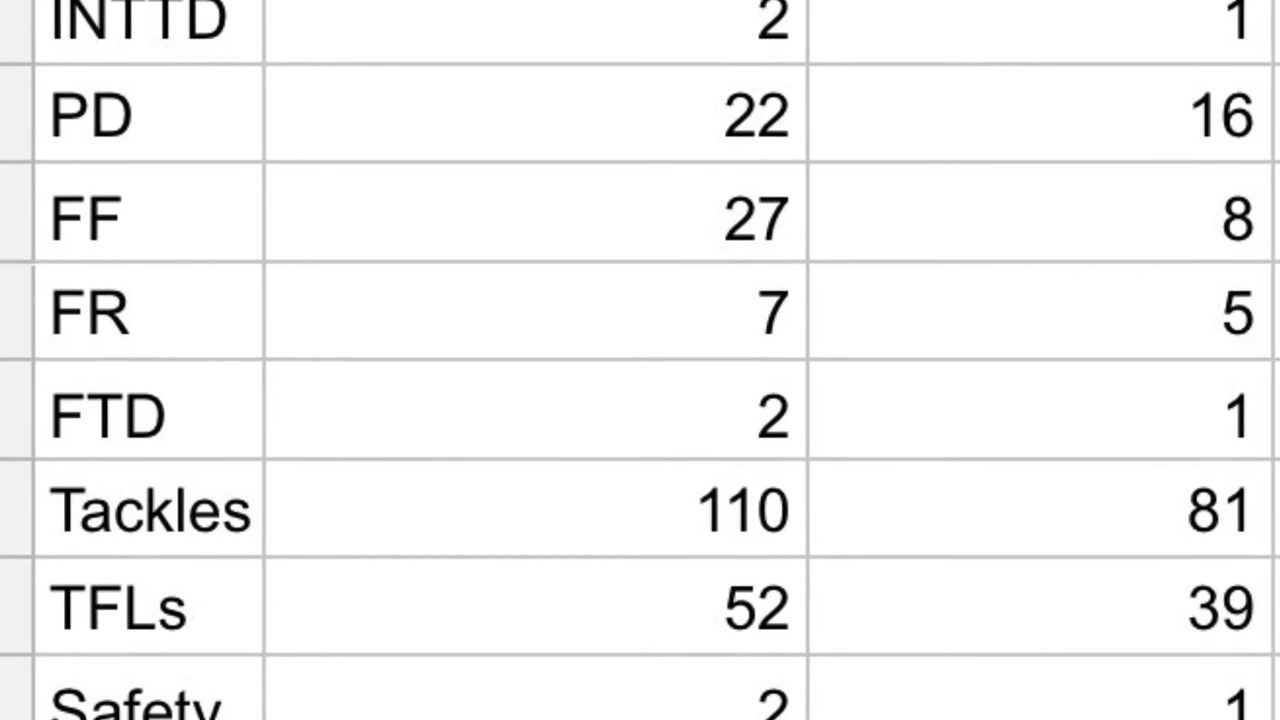 INTTD 2 1
PD 22 16
FF 27 8
FR 7 5
FTD 2 1
Tackles 110 81
TFLs 52 39
Safety 2 1